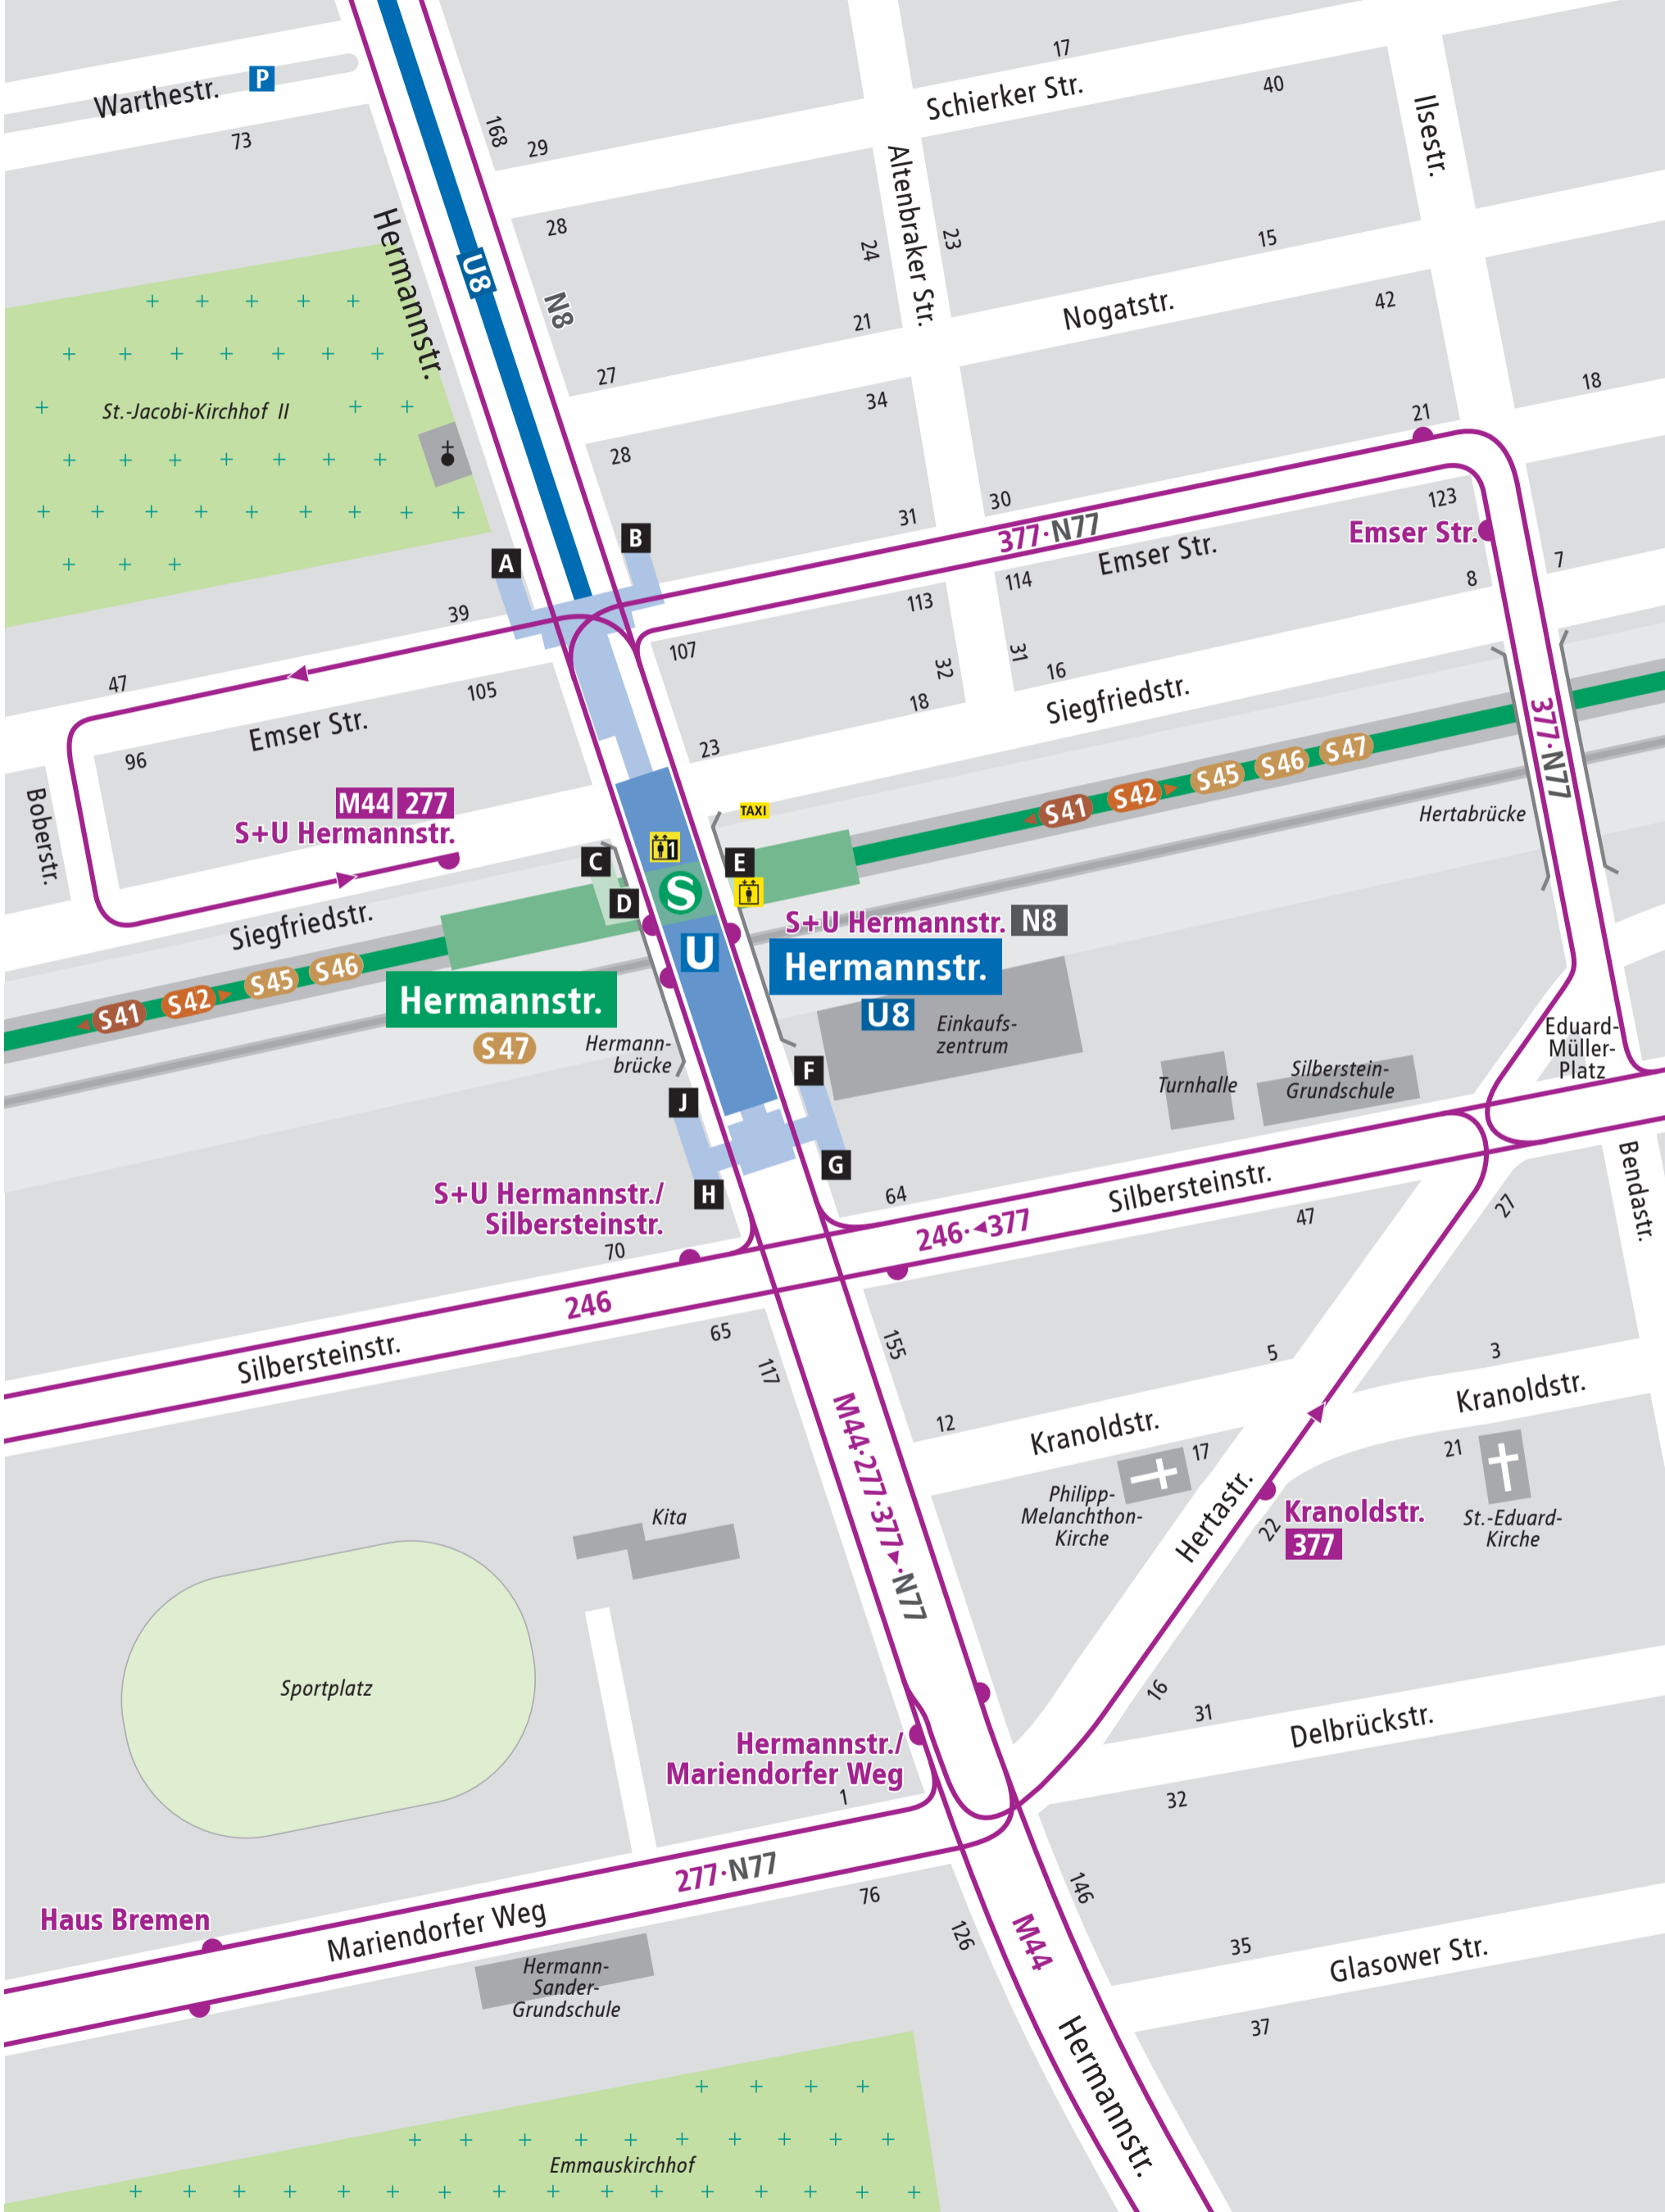 17
Schierker Str.
40
Ilsestr.
Warthestr.
P
73
168
29
28
Altenbraker Str.
24
23
15
Hermannstr.
U8
N8
Nogatstr.
42
21
27
34
18
St.-Jacobi-Kirchhof II
28
21
31
30
123
377·N77
Emser Str.
Emser Str.
A
B
39
113
114
8
7
107
47
105
32
31
16
Siegfriedstr.
18
Emser Str.
96
23
377·N77
S41
S42
S45
S46
S47
Hertabrücke
Boberstr.
M44
277
S+U Hermannstr.
TAXI
1
C
D
E
S
U
S+U Hermannstr.
N8
Hermannstr.
U8
Siegfriedstr.
S41
S42
S45
S46
Hermannstr.
S47
Hermann-
brücke
Einkaufs-
zentrum
Eduard-
Müller-
Platz
Turnhalle
Silberstein-
Grundschule
F
J
G
H
S+U Hermannstr./
Silbersteinstr.
70
64
246·◄377
Silbersteinstr.
47
27
Bendastr.
246
Silbersteinstr.
65
117
155
5
3
12
Kranoldstr.
17
Kranoldstr.
21
M44·277·377►·N77
Philipp-
Melanchthon-
Kirche
Hertastr.
22
Kranoldstr.
377
St.-Eduard-
Kirche
Kita
Sportplatz
16
31
Delbrückstr.
32
Hermannstr./
Mariendorfer Weg
1
277·N77
Mariendorfer Weg
76
Haus Bremen
126
146
M44
35
Glasower Str.
37
Hermann-
Sander-
Grundschule
Hermannstr.
Emmauskirchhof